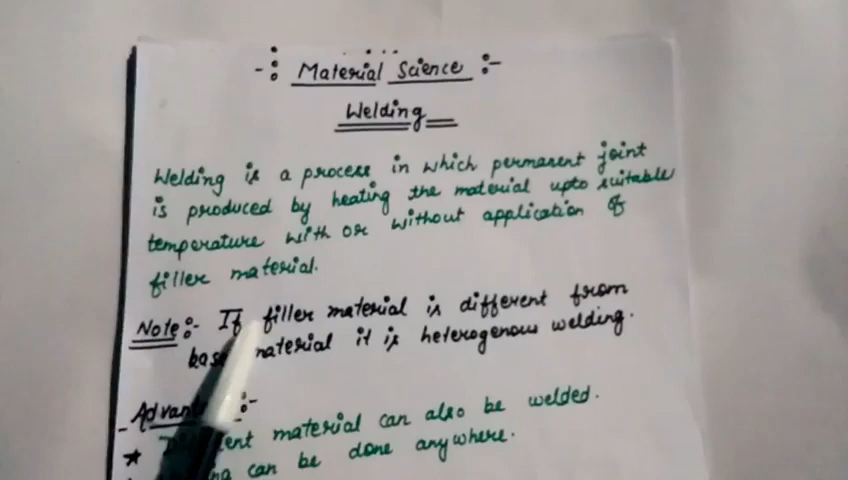 -: Material Science :-
Welding
Welding is a process in which permanent joint
is produced by heating the material upto suitable
temperature with or without application of
filler material.
Note:- If filler material is different from
material it is heterogenous welding.
:-
* material can also be welded.
can be done anywhere.